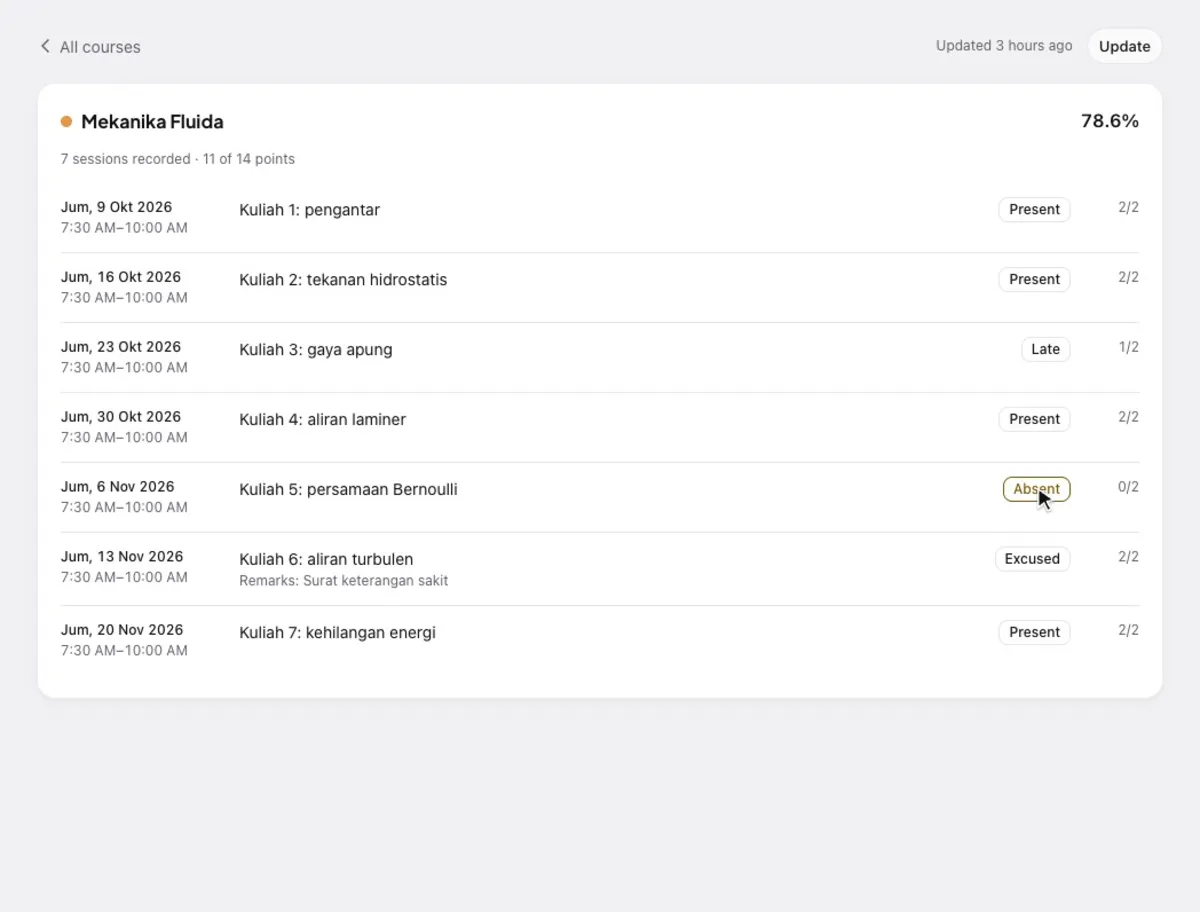 All courses
Updated 3 hours ago
Update
Mekanika Fluida
78.6%
7 sessions recorded · 11 of 14 points
Jum, 9 Okt 2026
7:30 AM–10:00 AM
Kuliah 1: pengantar
Present
2/2
Jum, 16 Okt 2026
7:30 AM–10:00 AM
Kuliah 2: tekanan hidrostatis
Present
2/2
Jum, 23 Okt 2026
7:30 AM–10:00 AM
Kuliah 3: gaya apung
Late
1/2
Jum, 30 Okt 2026
7:30 AM–10:00 AM
Kuliah 4: aliran laminer
Present
2/2
Jum, 6 Nov 2026
7:30 AM–10:00 AM
Kuliah 5: persamaan Bernoulli
Absent
0/2
Jum, 13 Nov 2026
7:30 AM–10:00 AM
Kuliah 6: aliran turbulen
Remarks: Surat keterangan sakit
Excused
2/2
Jum, 20 Nov 2026
7:30 AM–10:00 AM
Kuliah 7: kehilangan energi
Present
2/2